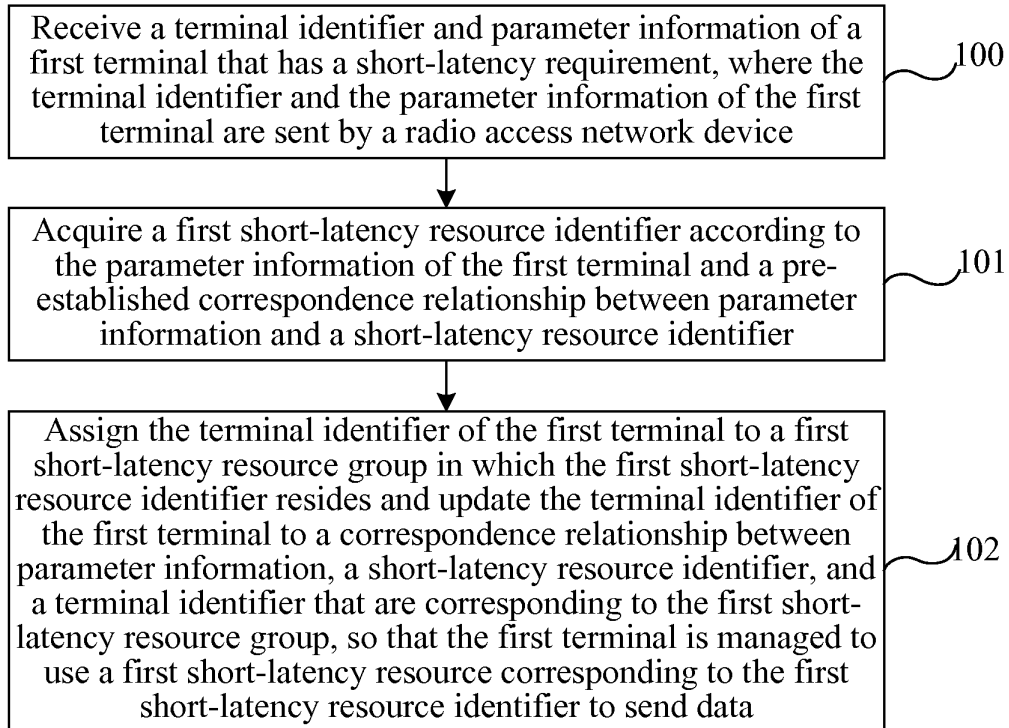 Receive a terminal identifier and parameter information of a
first terminal that has a short-latency requirement, where the
terminal identifier and the parameter information of the first
terminal are sent by a radio access network device
100
Acquire a first short-latency resource identifier according to
the parameter information of the first terminal and a pre-
established correspondence relationship between parameter
information and a short-latency resource identifier
101
Assign the terminal identifier of the first terminal to a first
short-latency resource group in which the first short-latency
resource identifier resides and update the terminal identifier of
the first terminal to a correspondence relationship between
parameter information, a short-latency resource identifier, and
a terminal identifier that are corresponding to the first short-
latency resource group, so that the first terminal is managed to
use a first short-latency resource corresponding to the first
short-latency resource identifier to send data
102